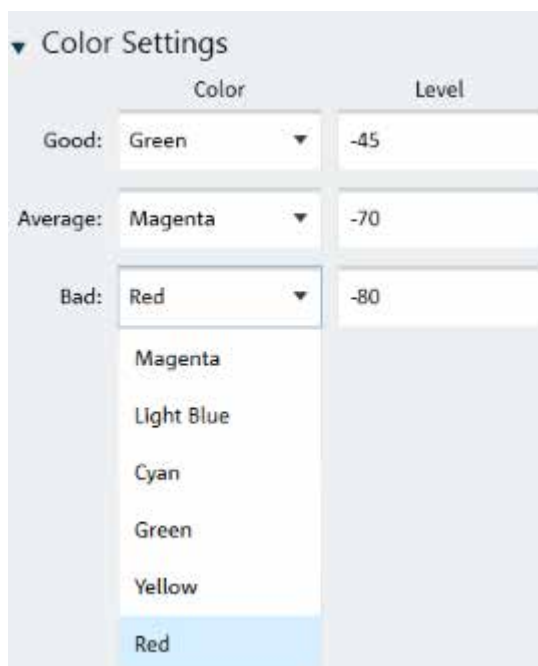 Color Settings
Color Level
Good: Green -45
Average: Magenta -70
Bad: Red -80
Magenta
Light Blue
Cyan
Green
Yellow
Red